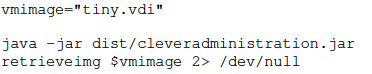 vmimage="tiny.vdi"
java -jar dist/cleveradministration.jar
retrieveimg $vmimage 2> /dev/null